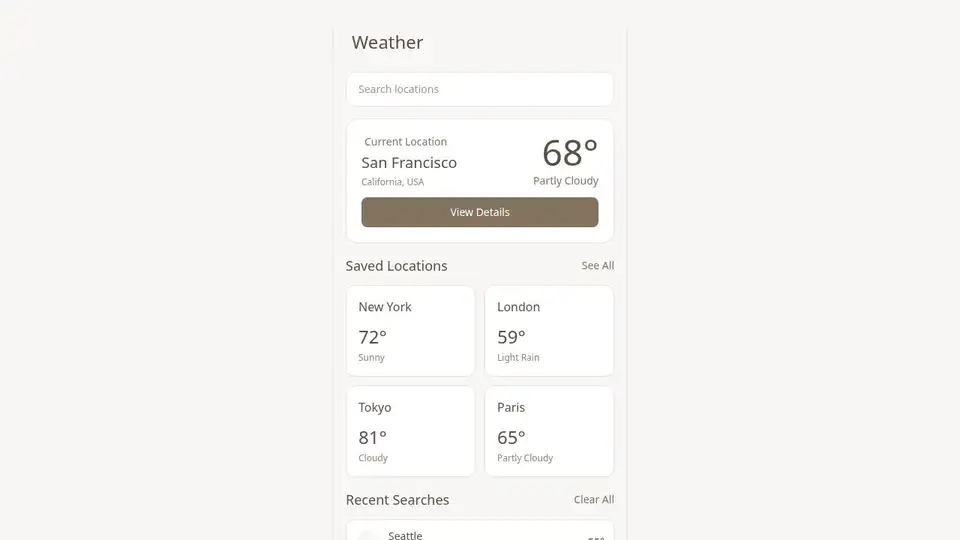 Weather
Search locations
Current Location
San Francisco
California, USA
68°
Partly Cloudy
View Details
Saved Locations
See All
New York
72°
Sunny
London
59°
Light Rain
Tokyo
81°
Cloudy
Paris
65°
Partly Cloudy
Recent Searches
Clear All
Seattle